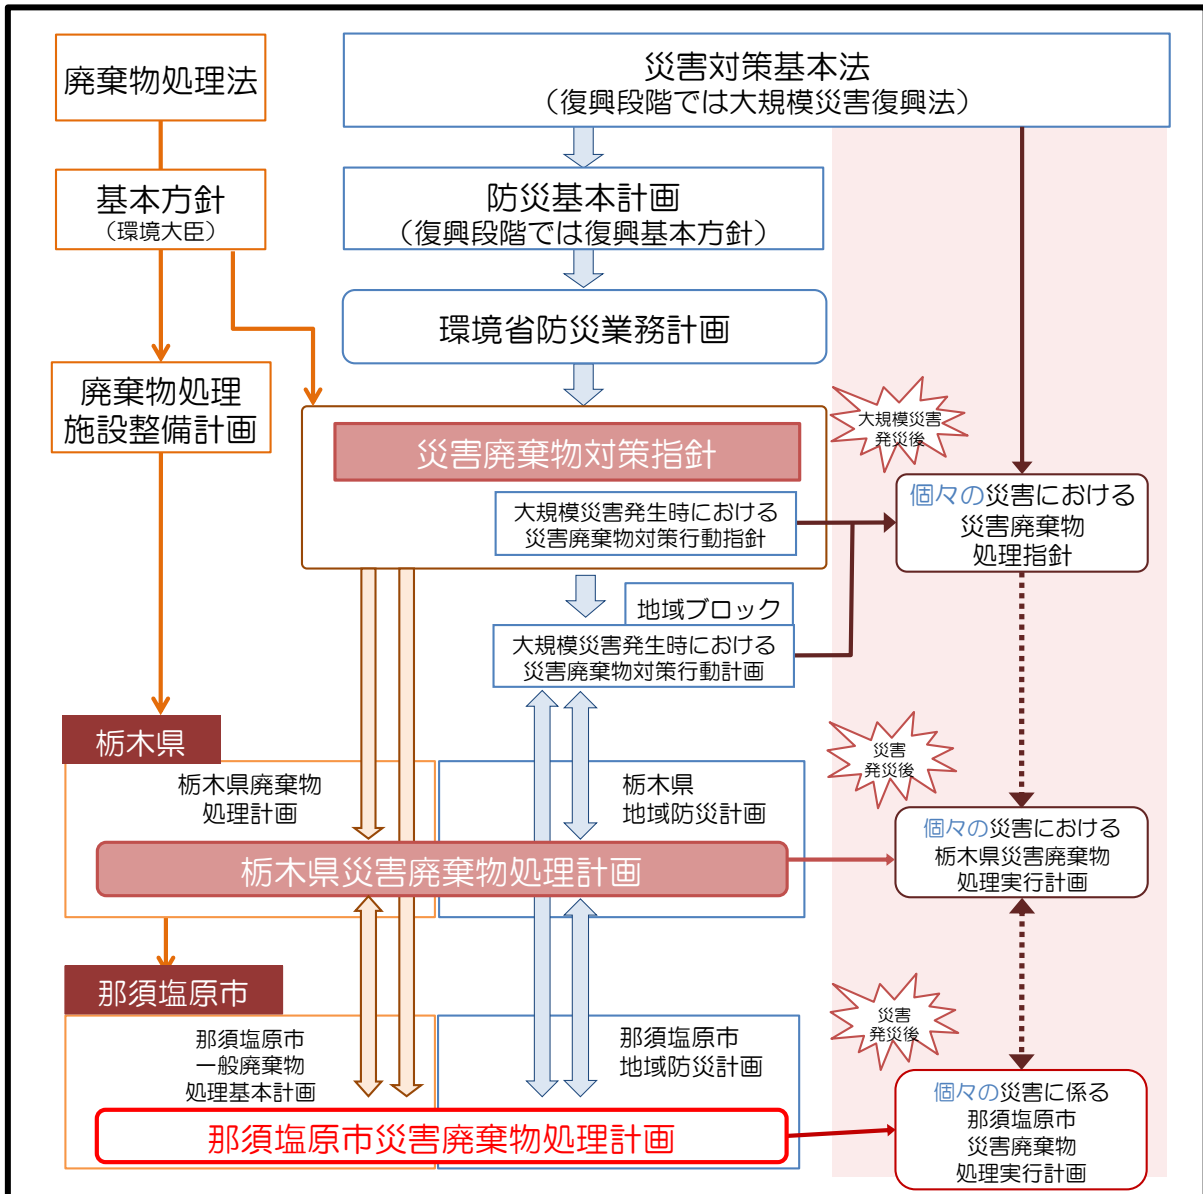 廃棄物処理法
災害対策基本法
（復興段階では大規模災害復興法）
基本方針
（環境大臣）
防災基本計画
（復興段階では復興基本方針）
環境省防災業務計画
廃棄物処理
施設整備計画
災害廃棄物対策指針
大規模災害発生時における
災害廃棄物対策行動指針
大規模災害
発災後
個々の災害における
災害廃棄物
処理指針
地域ブロック
大規模災害発生時における
災害廃棄物対策行動計画
栃木県
栃木県廃棄物
処理計画
栃木県
地域防災計画
災害
発災後
栃木県災害廃棄物処理計画
個々の災害における
栃木県災害廃棄物
処理実行計画
那須塩原市
那須塩原市
一般廃棄物
処理基本計画
那須塩原市
地域防災計画
災害
発災後
那須塩原市災害廃棄物処理計画
個々の災害に係る
那須塩原市
災害廃棄物
処理実行計画